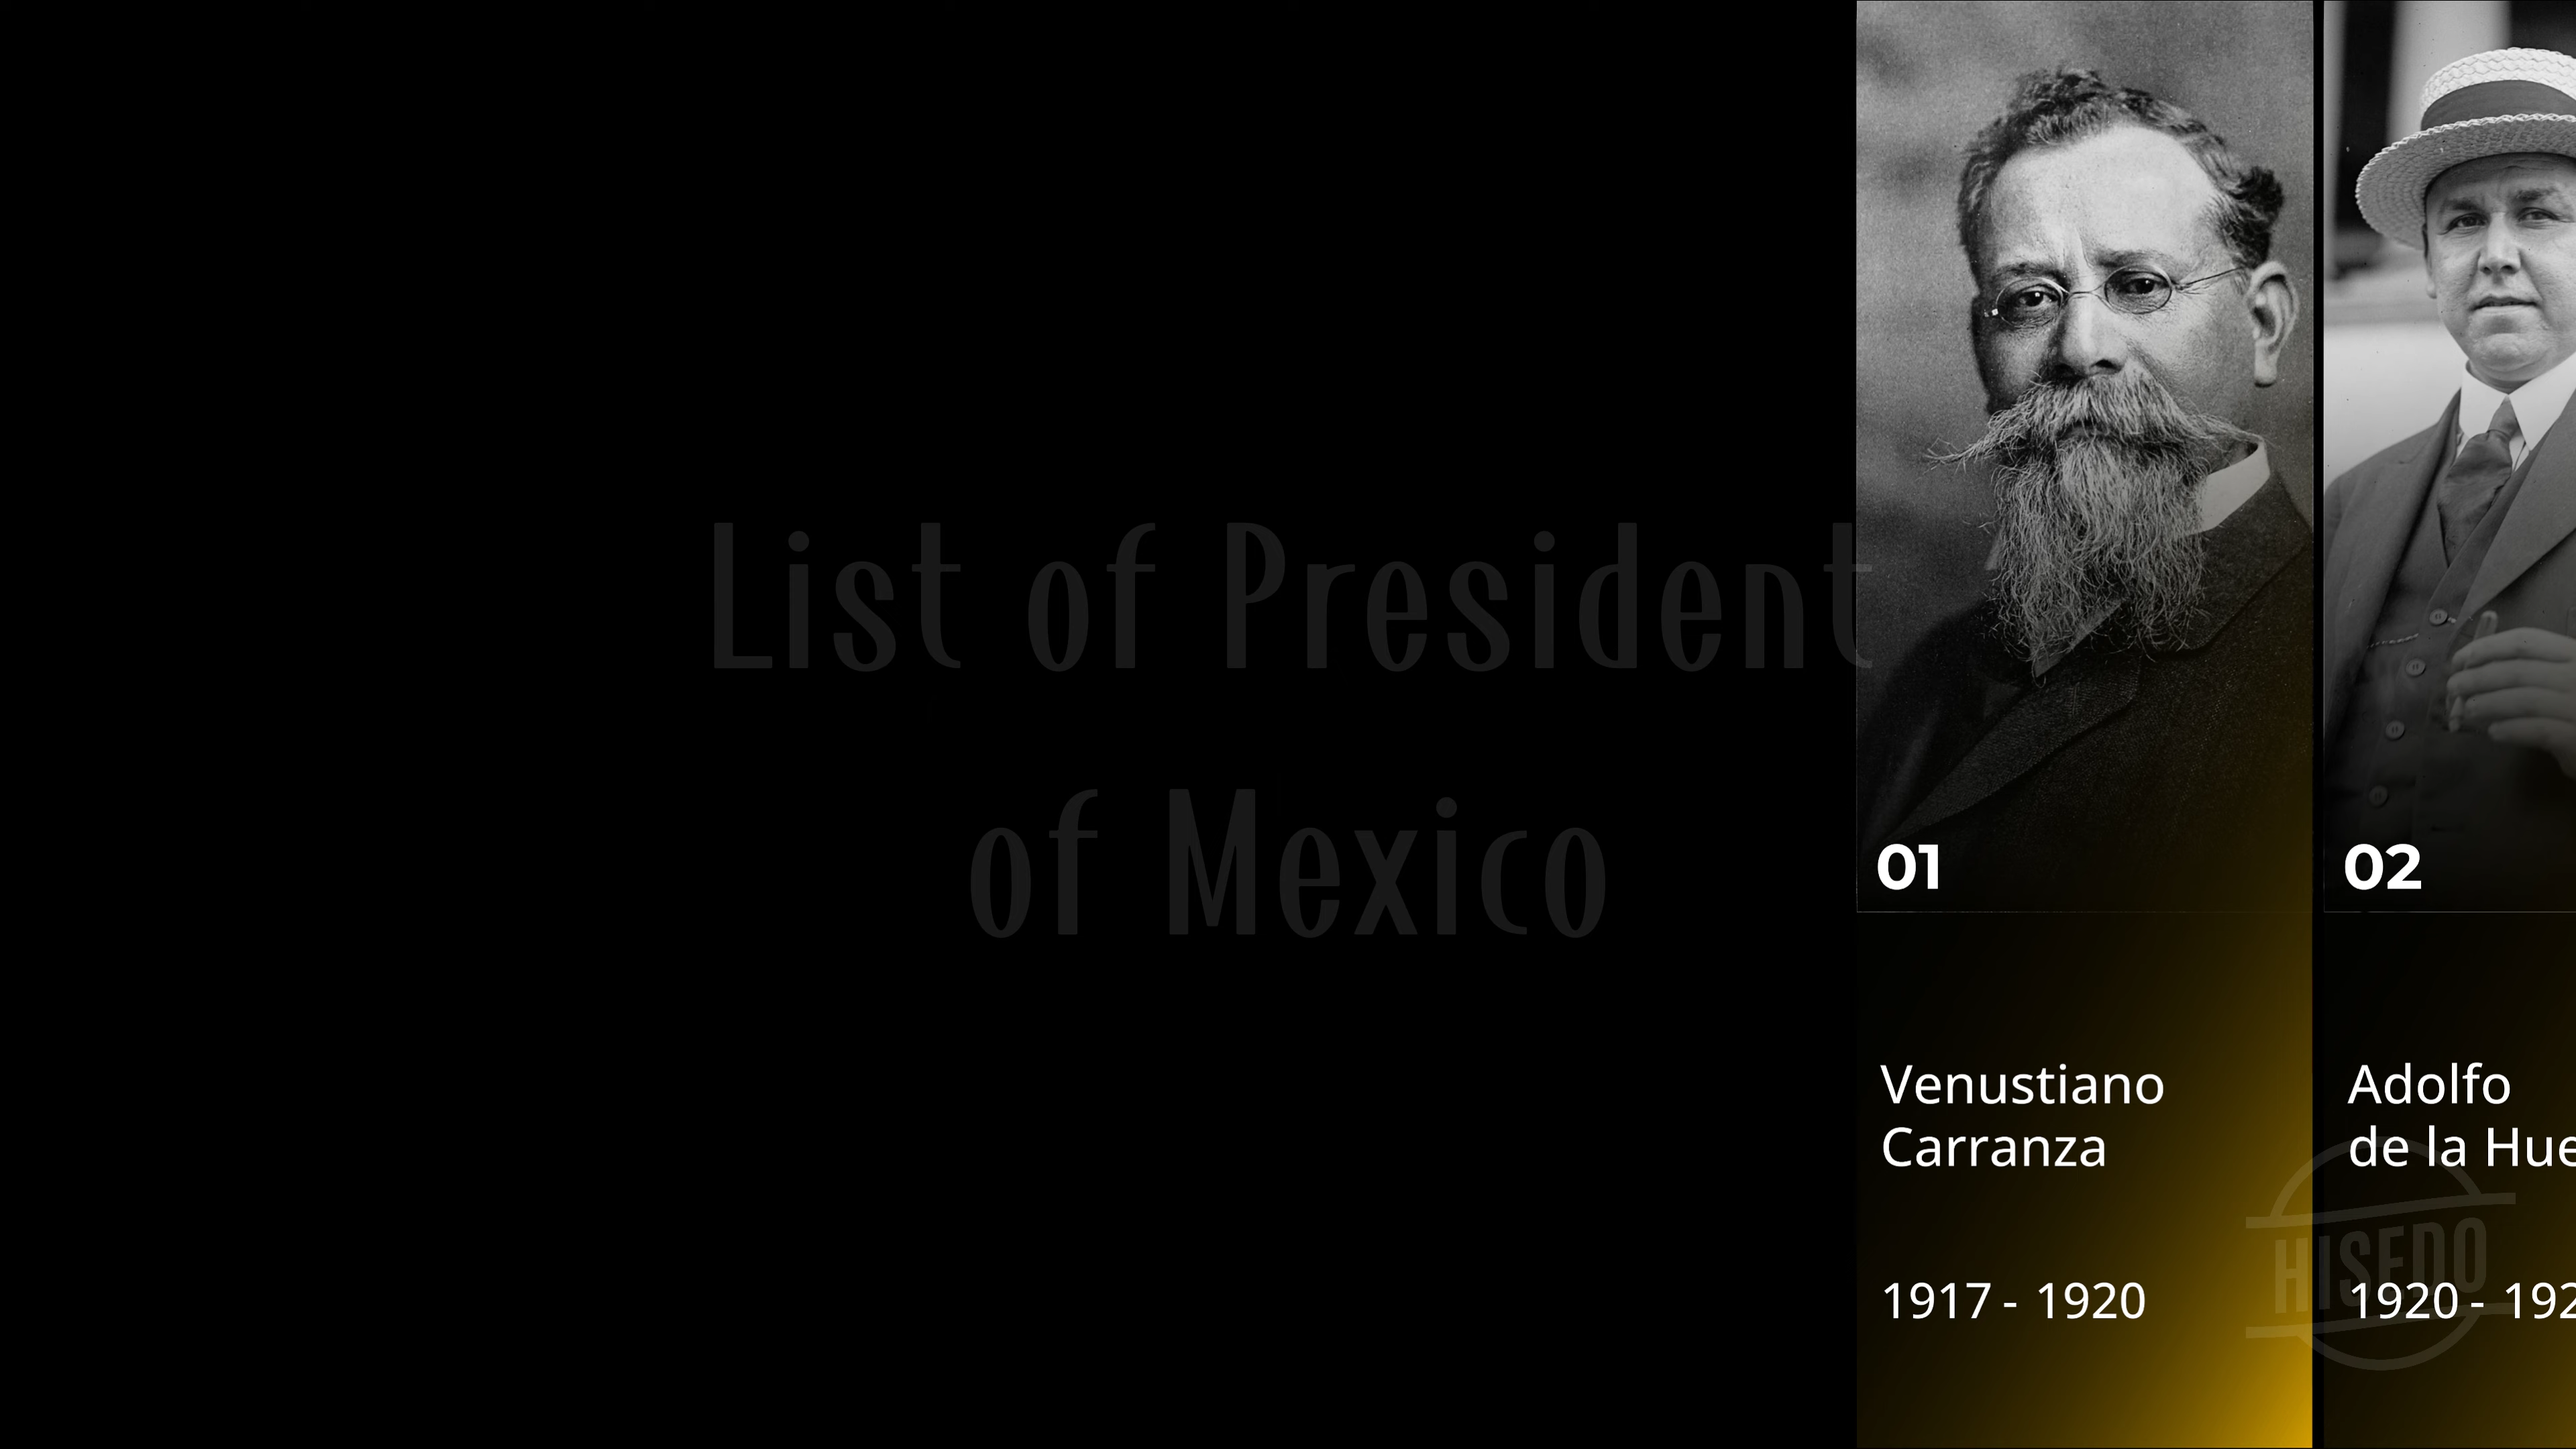 List of President
of Mexico
01
Venustiano
Carranza
1917 - 1920
02
Adolfo
de la Hue
1920 - 192
HISEDO